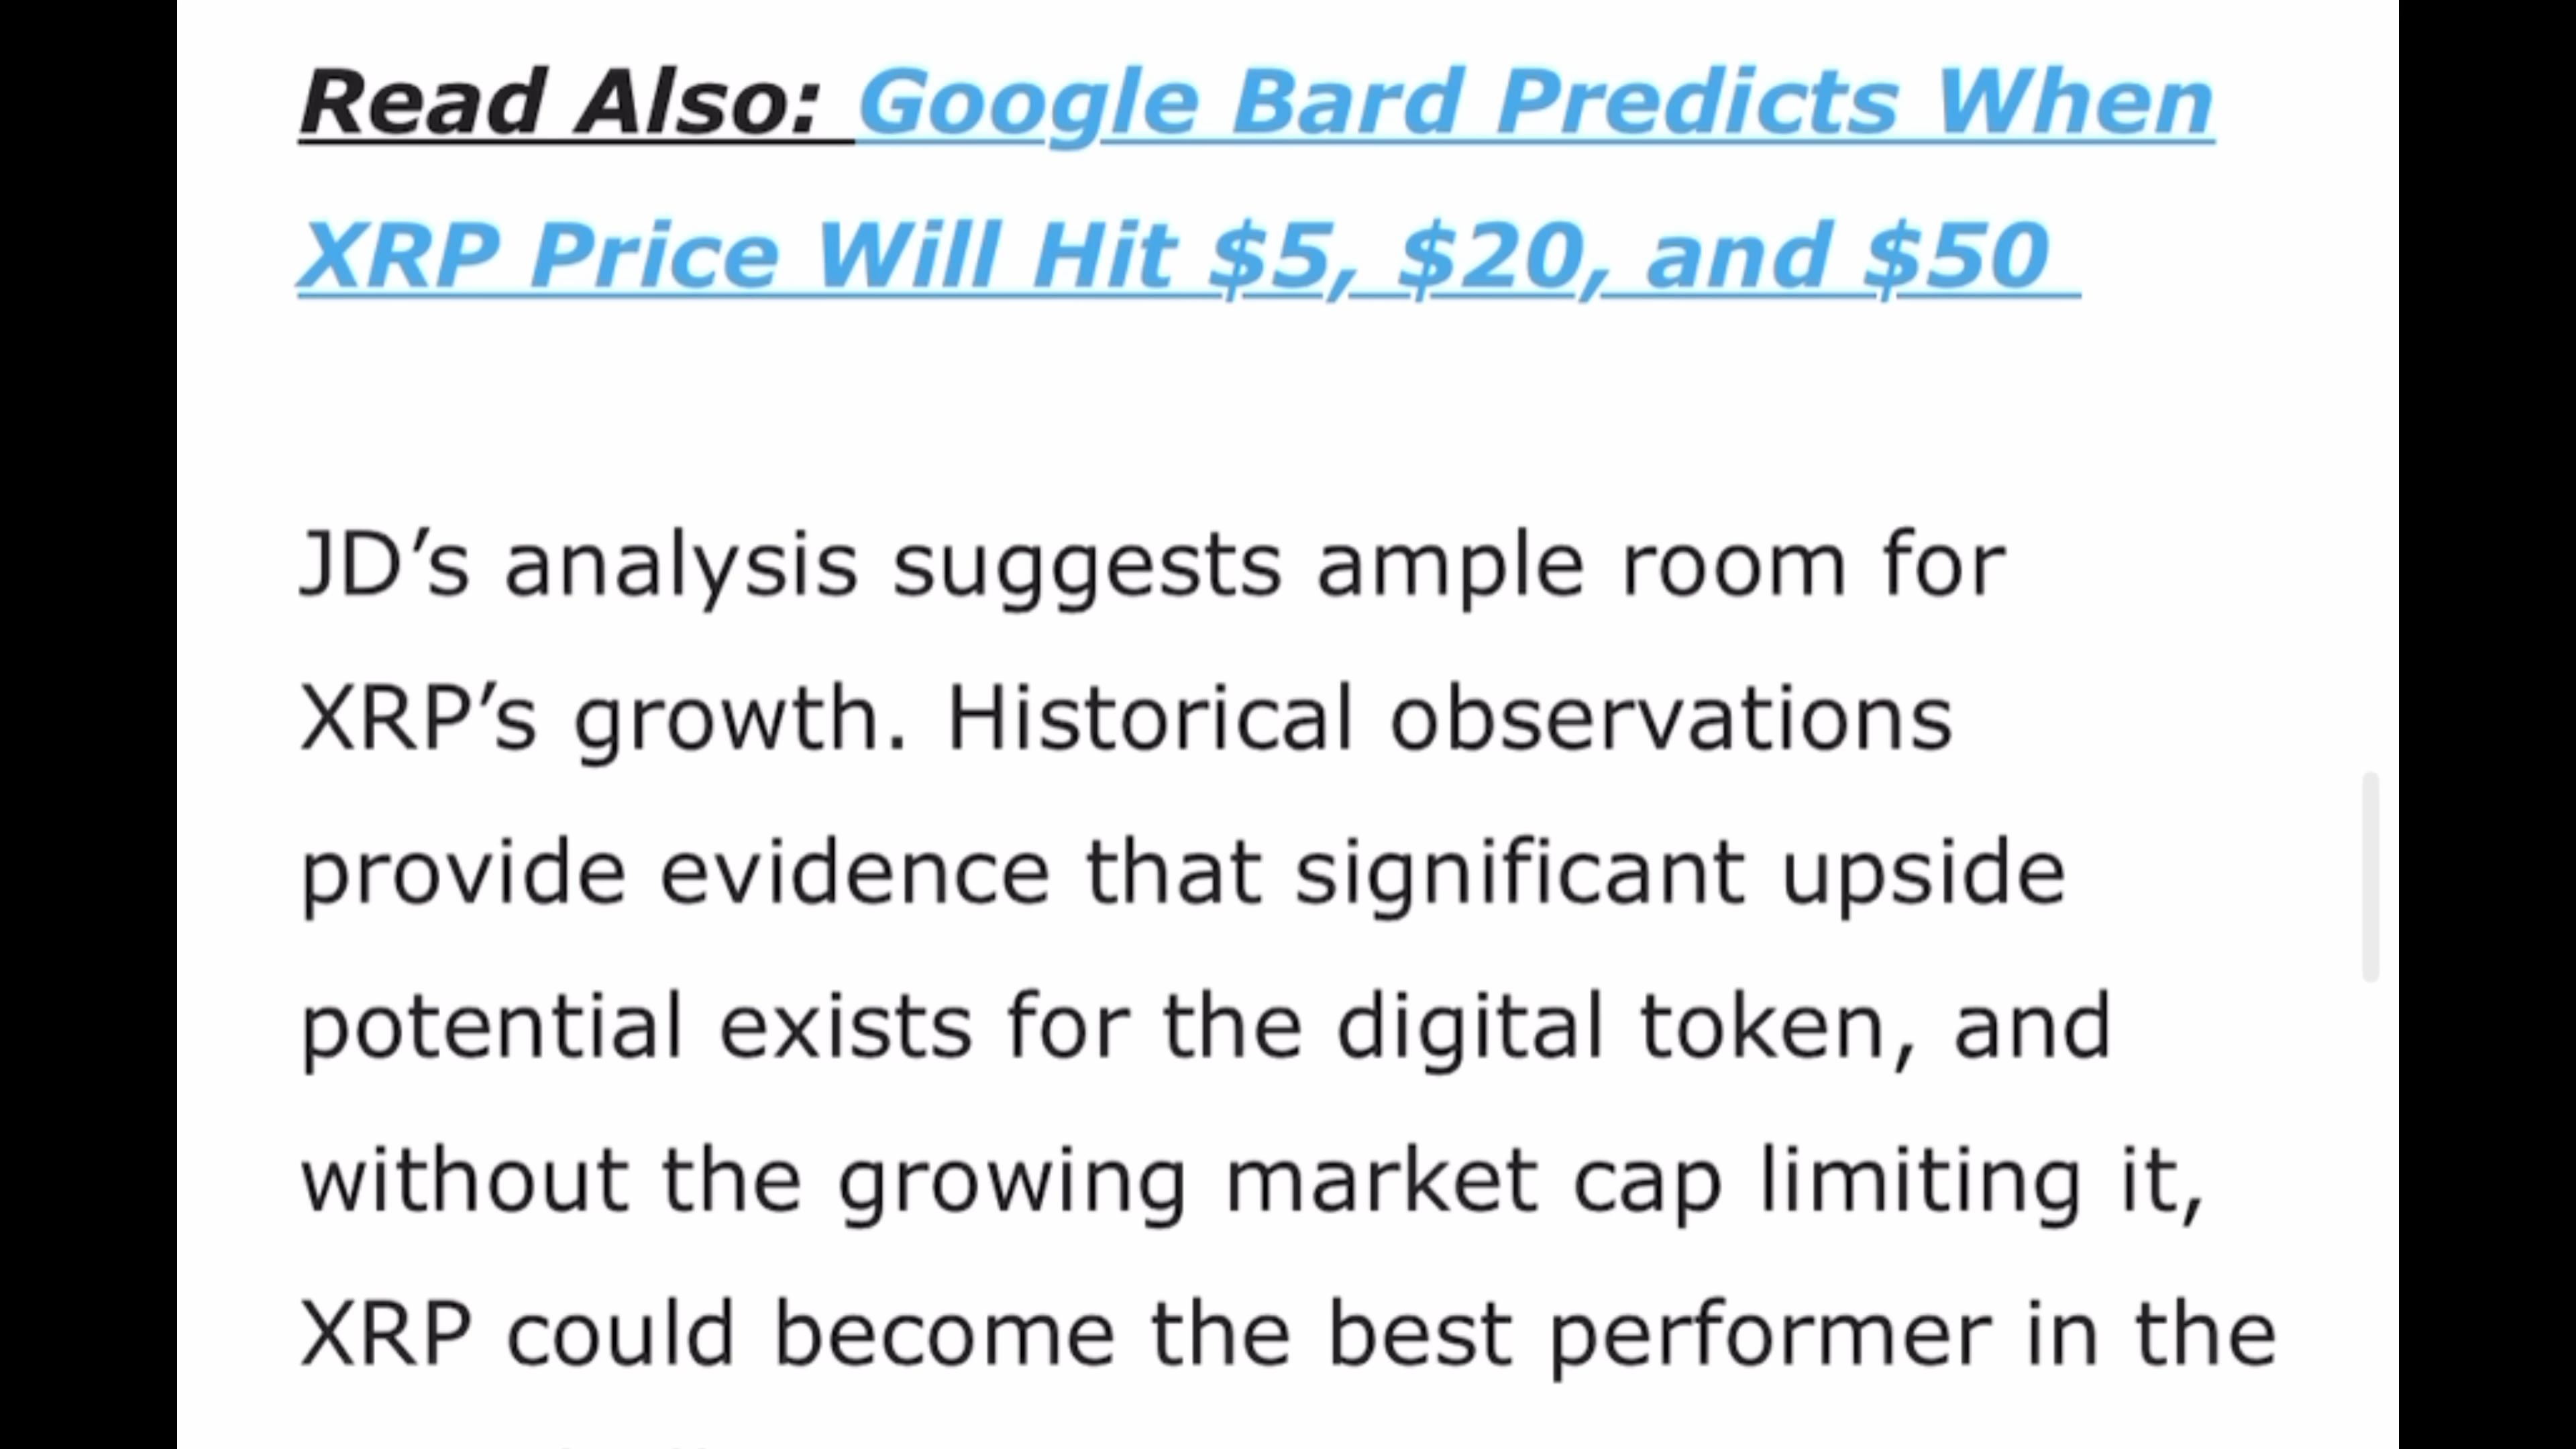 Read Also: Google Bard Predicts When
XRP Price Will Hit $5, $20, and $50
JD’s analysis suggests ample room for
XRP’s growth. Historical observations
provide evidence that significant upside
potential exists for the digital token, and
without the growing market cap limiting it,
XRP could become the best performer in the